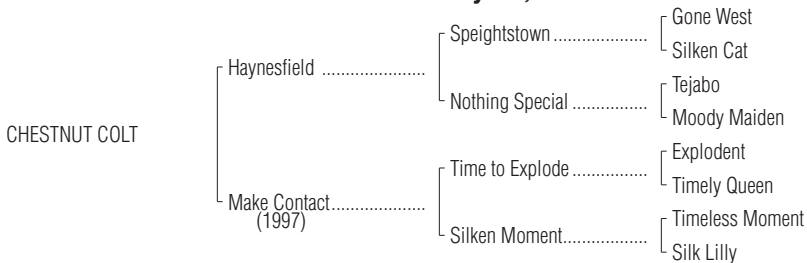 Gone West
Speightstown ....................
Silken Cat
Haynesfield ......................
Tejabo
Nothing Special ................
Moody Maiden
CHESTNUT COLT
Explodent
Time to Explode ................
Timely Queen
Make Contact....................
(1997)
Timeless Moment
Silken Moment..................
Silk Lilly